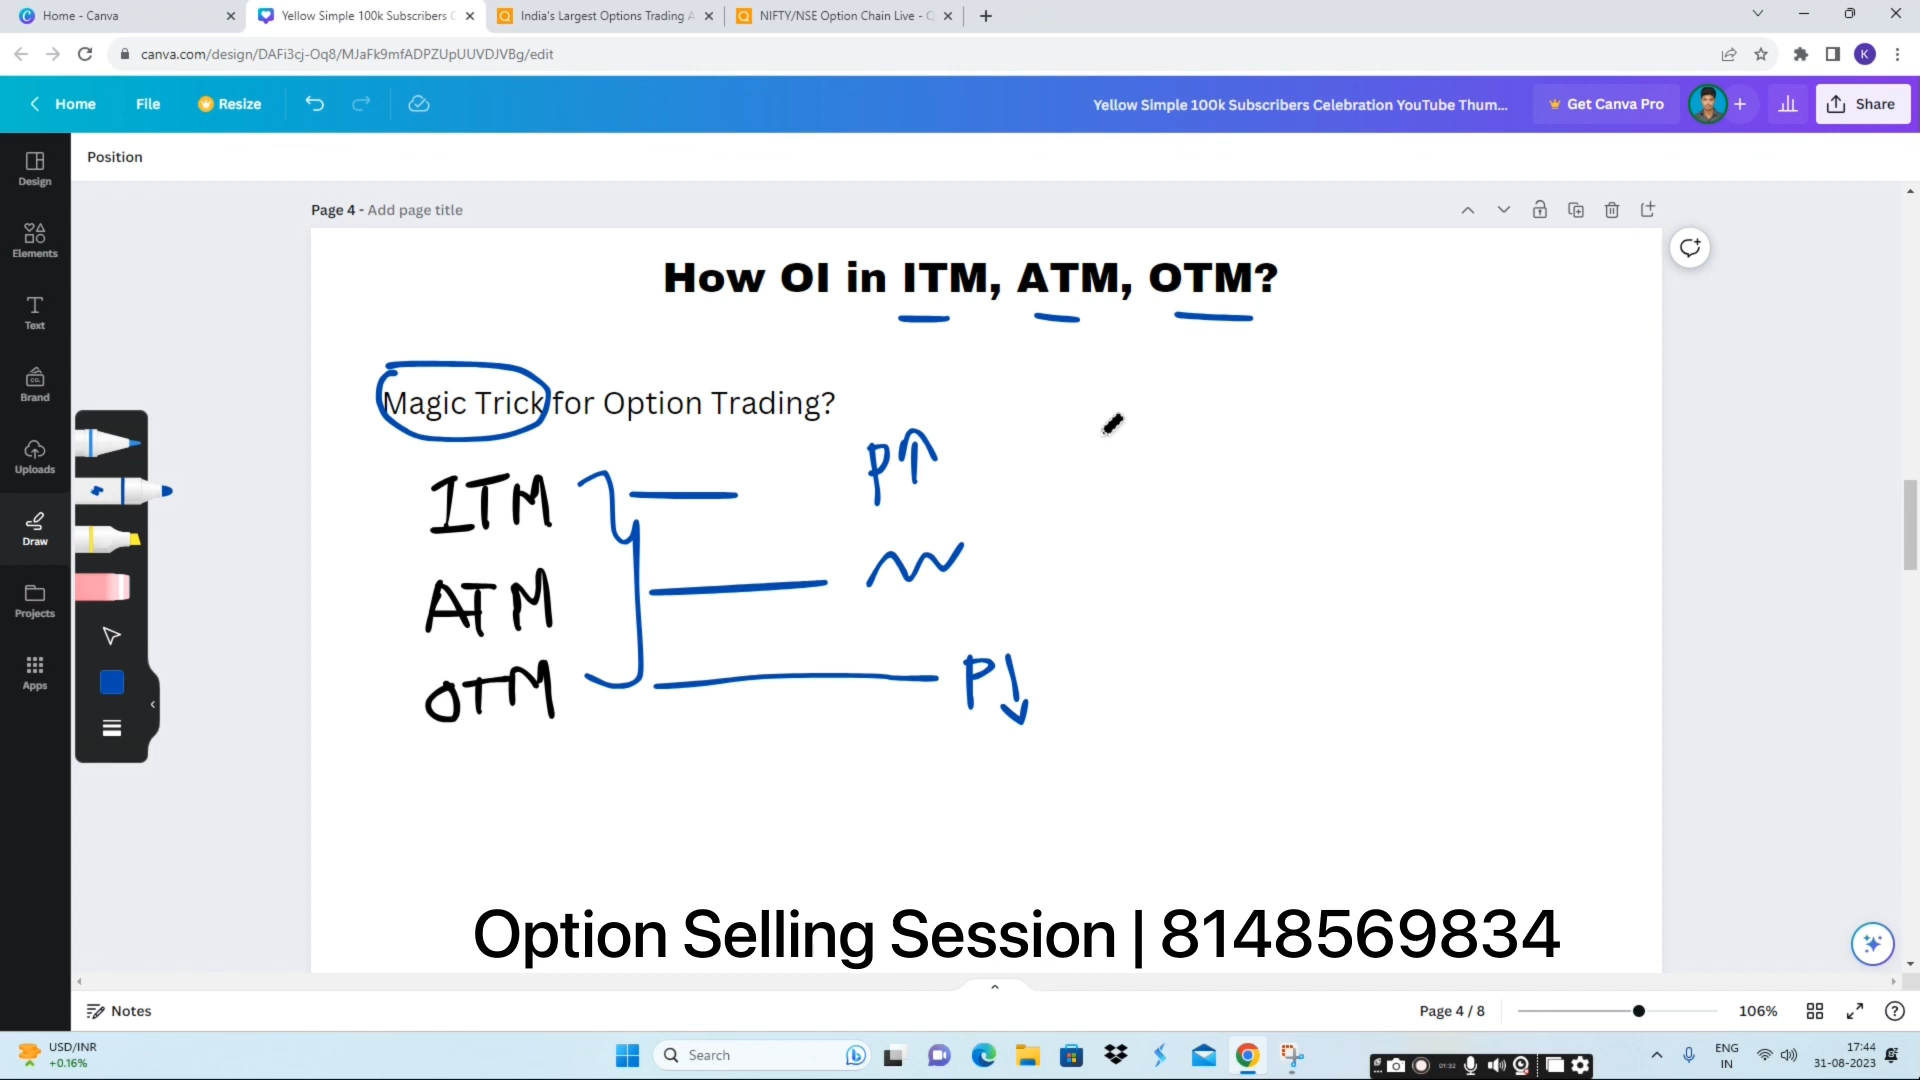 Home - Canva
Yellow Simple 100k Subscribers C
India's Largest Options Trading A
NIFTY/NSE Option Chain Live - Q
canva.com/design/DAFi3cj-Oq8/MJaFk9mfADPZUpUUVDJVBg/edit
K
Home
File
Resize
Yellow Simple 100k Subscribers Celebration YouTube Thum...
Get Canva Pro
Share
Position
Design
Elements
Text
Brand
Uploads
Draw
Projects
Apps
Page 4 - Add page title
How OI in ITM, ATM, OTM?
Magic Trick for Option Trading?
P↑
ITM
ATM
OTM
P↓
Option Selling Session | 8148569834
Notes
Page 4 / 8
106%
USD/INR
+0.16%
Search
01:32
ENG
IN
17:44
31-08-2023